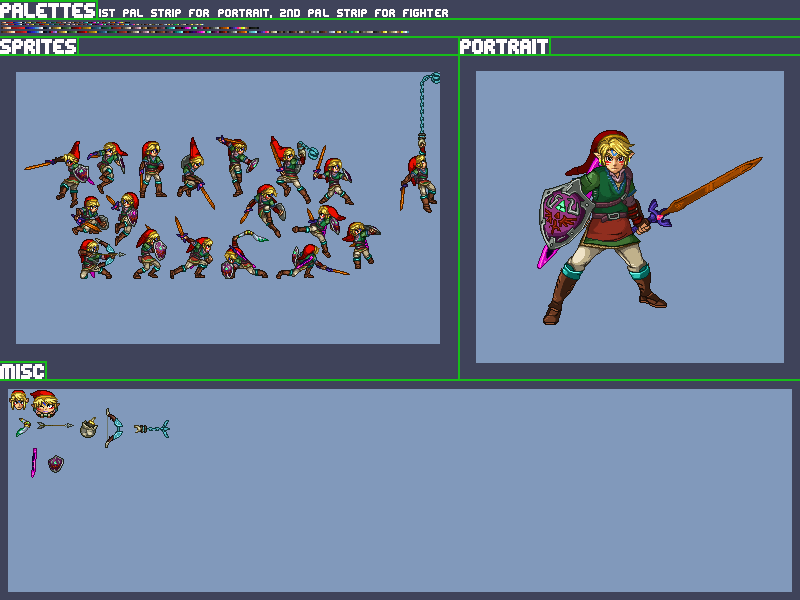 PALETTES 1ST PAL STRIP FOR PORTRAIT, 2ND PAL STRIP FOR FIGHTER
SPRITES
PORTRAIT
MISC